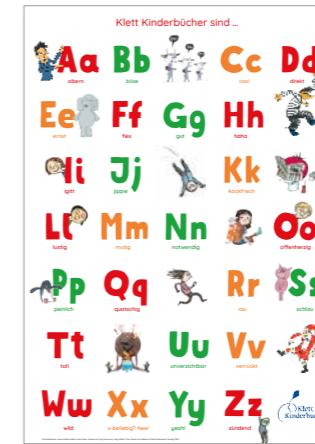 Klett Kinderbücher sind ...
Aa Bb Cc Dd
albern böse cool direkt
Ee Ff Gg Hh
ernst fies gut haha
Ii Jj Kk
igitt jippie kackfrech
Ll Mm Nn Oo
lustig mutig notwendig offenherzig
Pp Qq Rr Ss
peinlich quatschig rau schlau
Tt Uu Vv
toll unverzichtbar verrückt
Ww Xx Yy Zz
wild x-beliebig? Nee! yeah! zündend
Klett